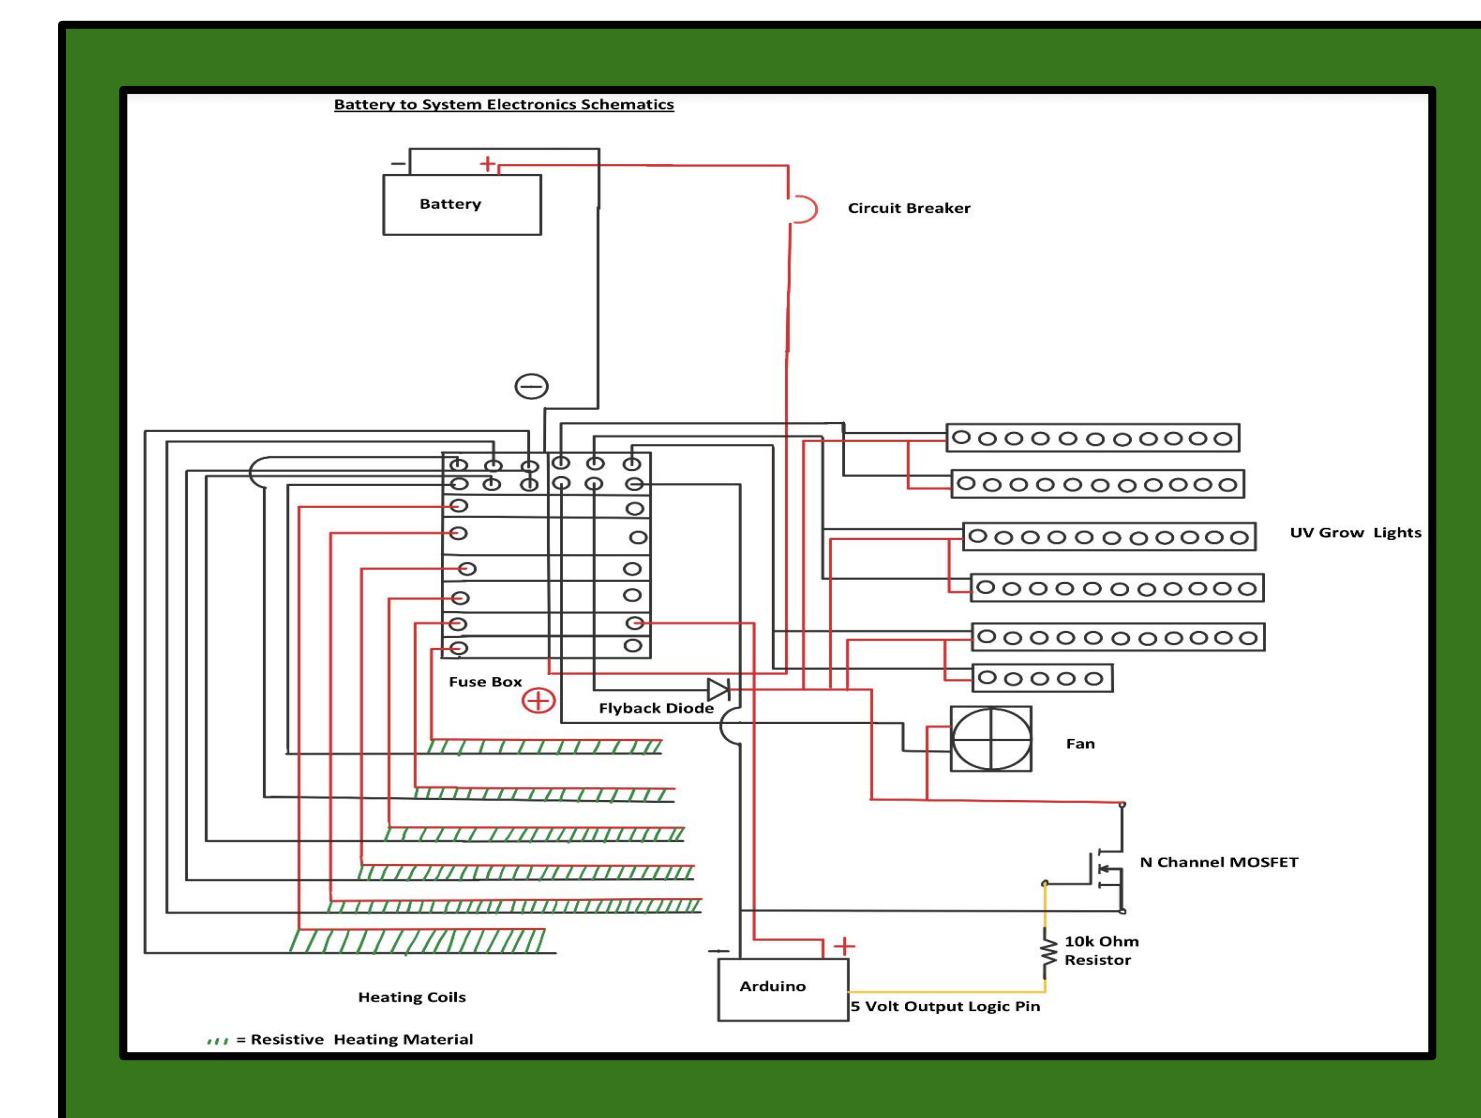 Battery to System Electronics Schematics
− +
Battery
Circuit Breaker
UV Grow Lights
Fuse Box
+
Flyback Diode
Fan
N Channel MOSFET
10k Ohm
Resistor
− +
Arduino
5 Volt Output Logic Pin
Heating Coils
= Resistive Heating Material